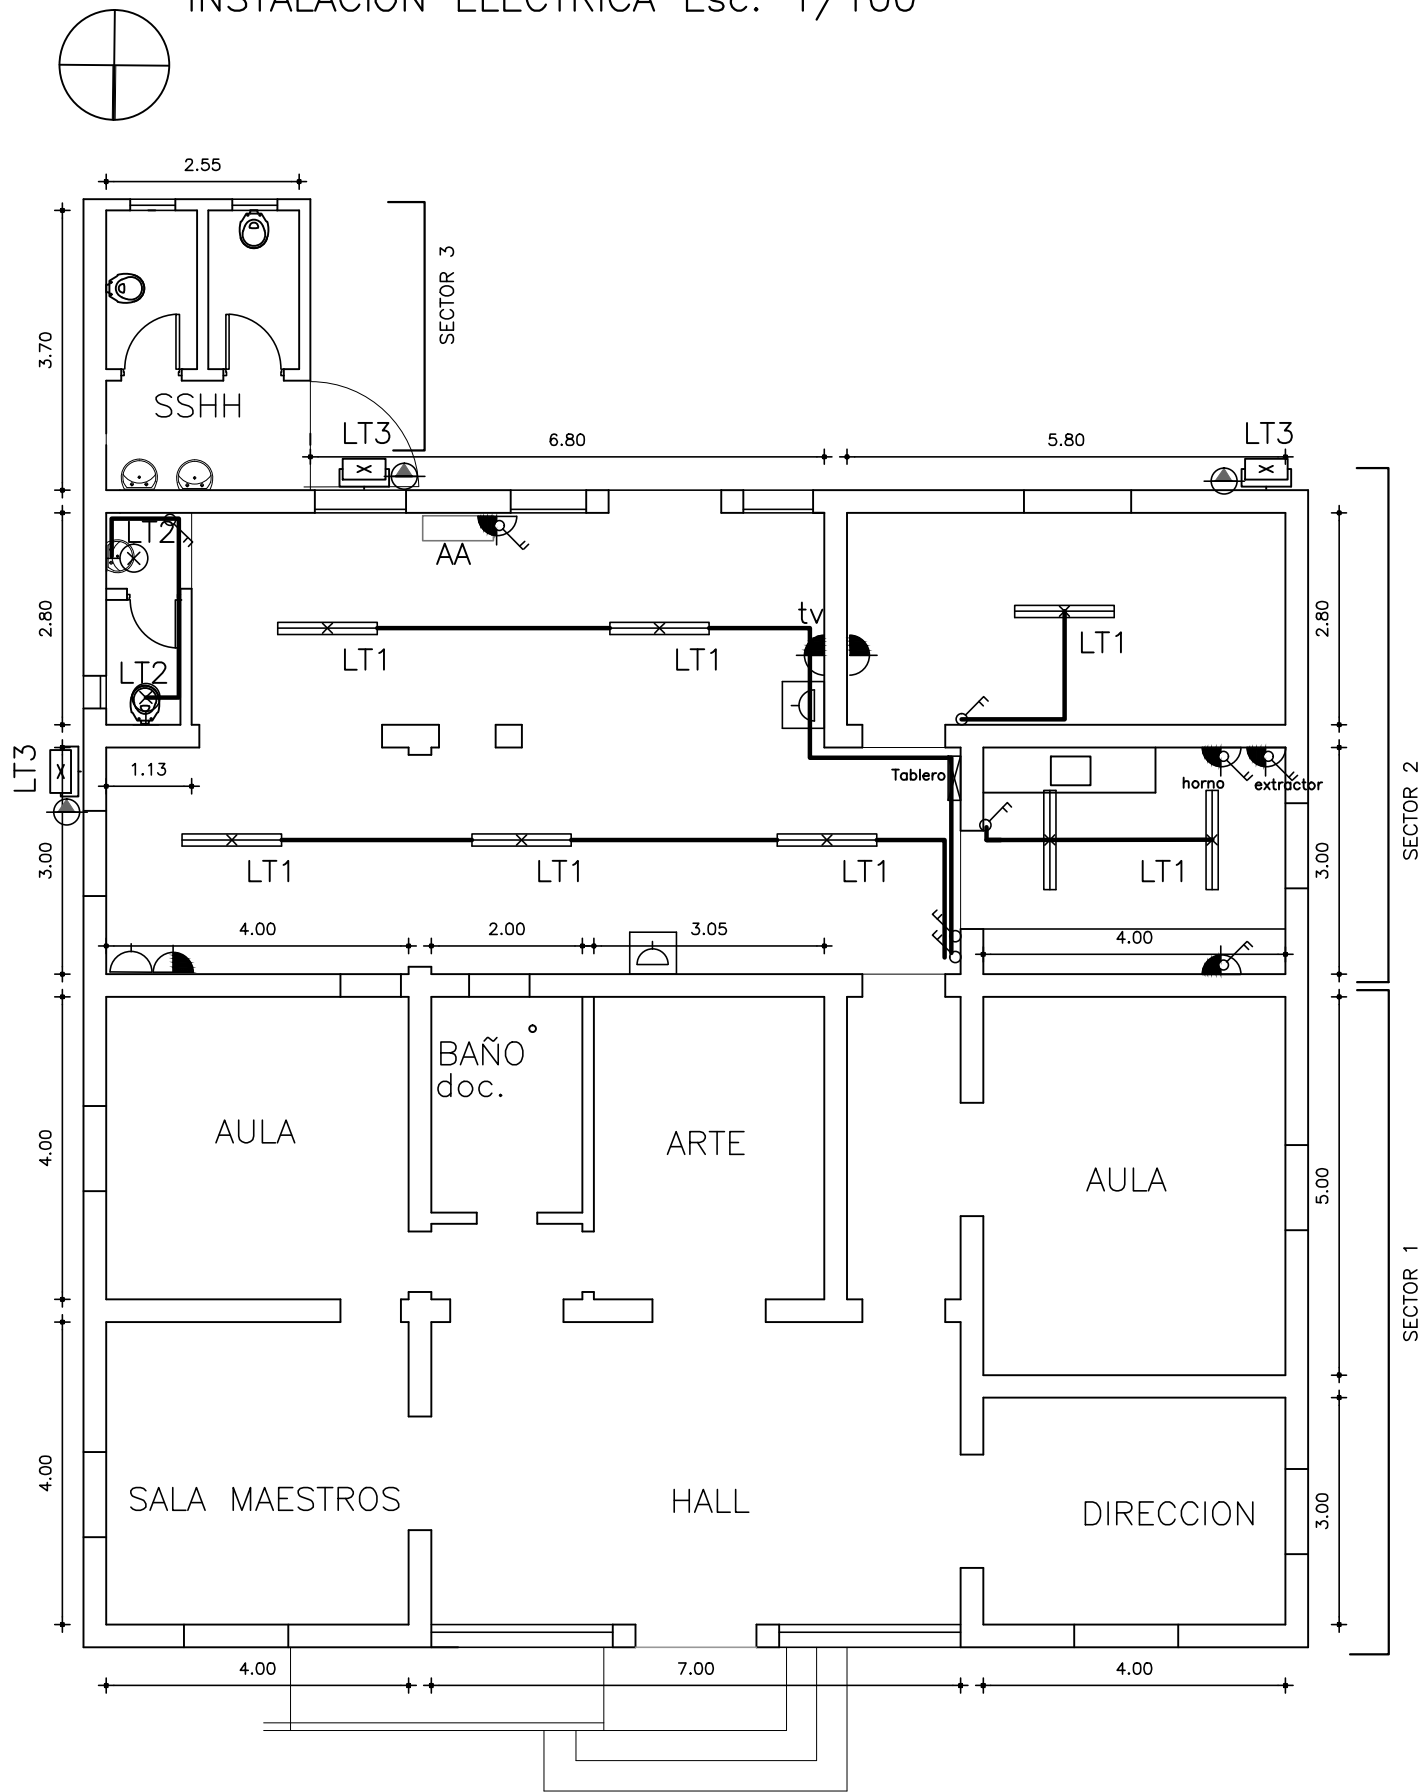 INSTALACION ELECTRICA Esc. 1/100
2.55
SECTOR 3
3.70
SSHH
LT3
6.80
5.80
LT3
LT2
F
AA
F
2.80
tv
2.80
LT1
LT1
LT1
LT2
F
LT3
1.13
Tablero
horno
F
extractor
F
F
SECTOR 2
3.00
3.00
LT1
LT1
LT1
LT1
F
F
4.00
2.00
3.05
4.00
F
BAÑO
doc.
AULA
ARTE
4.00
AULA
5.00
SECTOR 1
4.00
SALA MAESTROS
HALL
DIRECCION
3.00
4.00
7.00
4.00